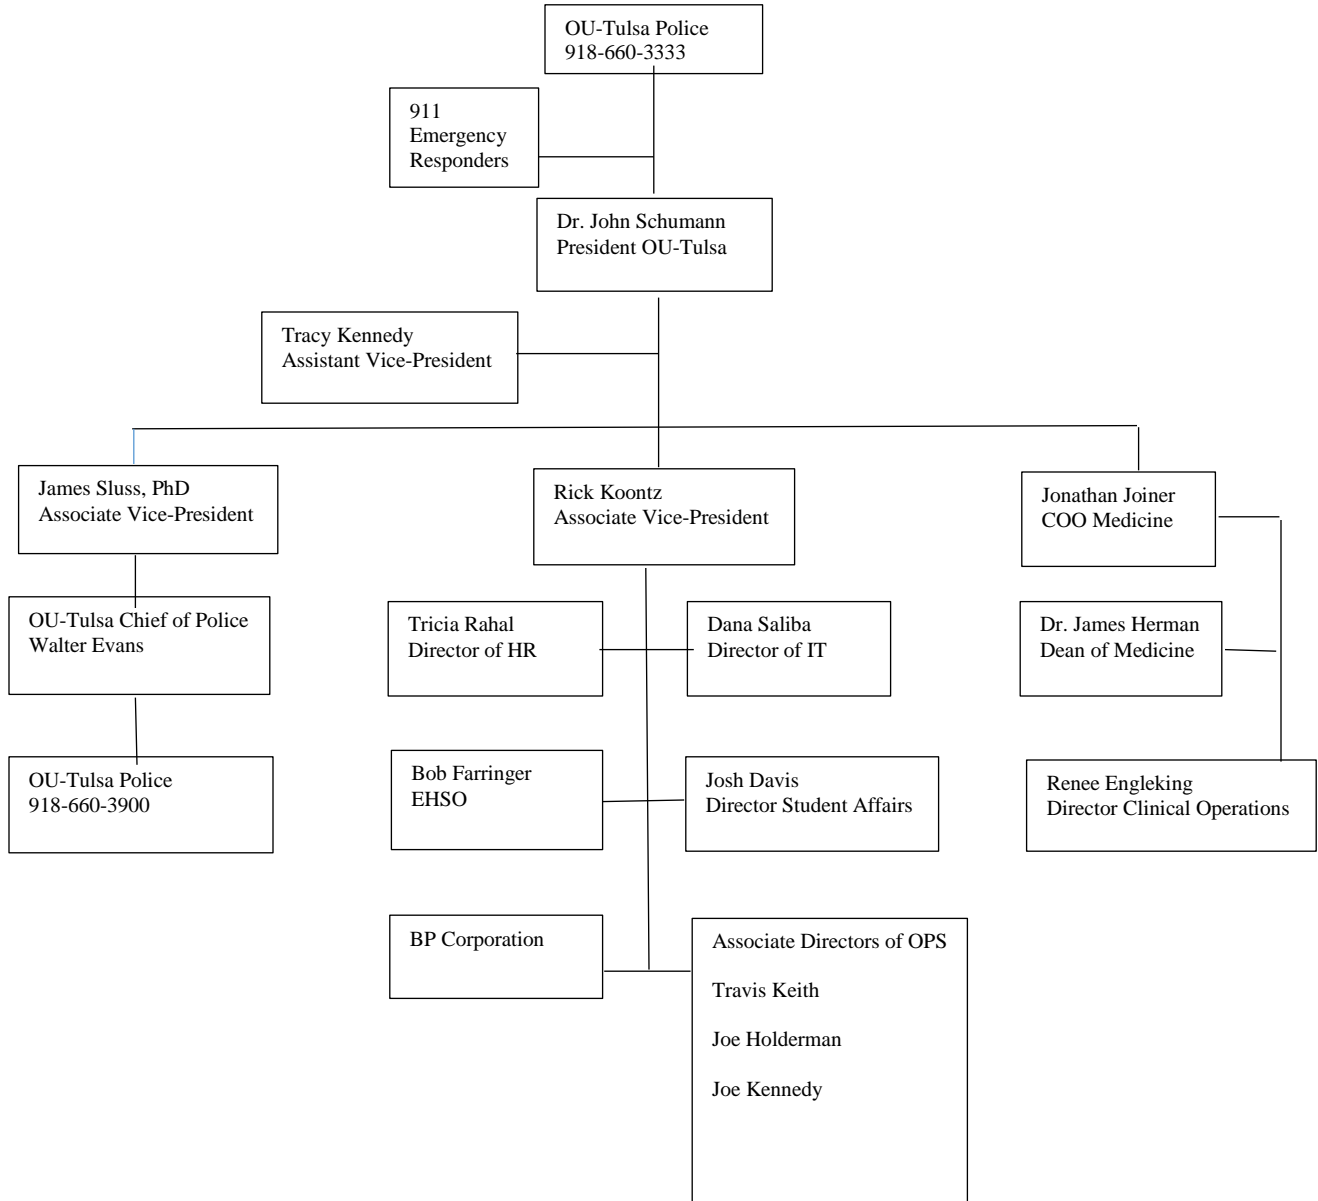 OU-Tulsa Police
918-660-3333
911
Emergency
Responders
Dr. John Schumann
President OU-Tulsa
Tracy Kennedy
Assistant Vice-President
James Sluss, PhD
Associate Vice-President
Rick Koontz
Associate Vice-President
Jonathan Joiner
COO Medicine
OU-Tulsa Chief of Police
Walter Evans
Tricia Rahal
Director of HR
Dana Saliba
Director of IT
Dr. James Herman
Dean of Medicine
OU-Tulsa Police
918-660-3900
Bob Farringer
EHSO
Josh Davis
Director Student Affairs
Renee Engleking
Director Clinical Operations
BP Corporation
Associate Directors of OPS
Travis Keith
Joe Holderman
Joe Kennedy